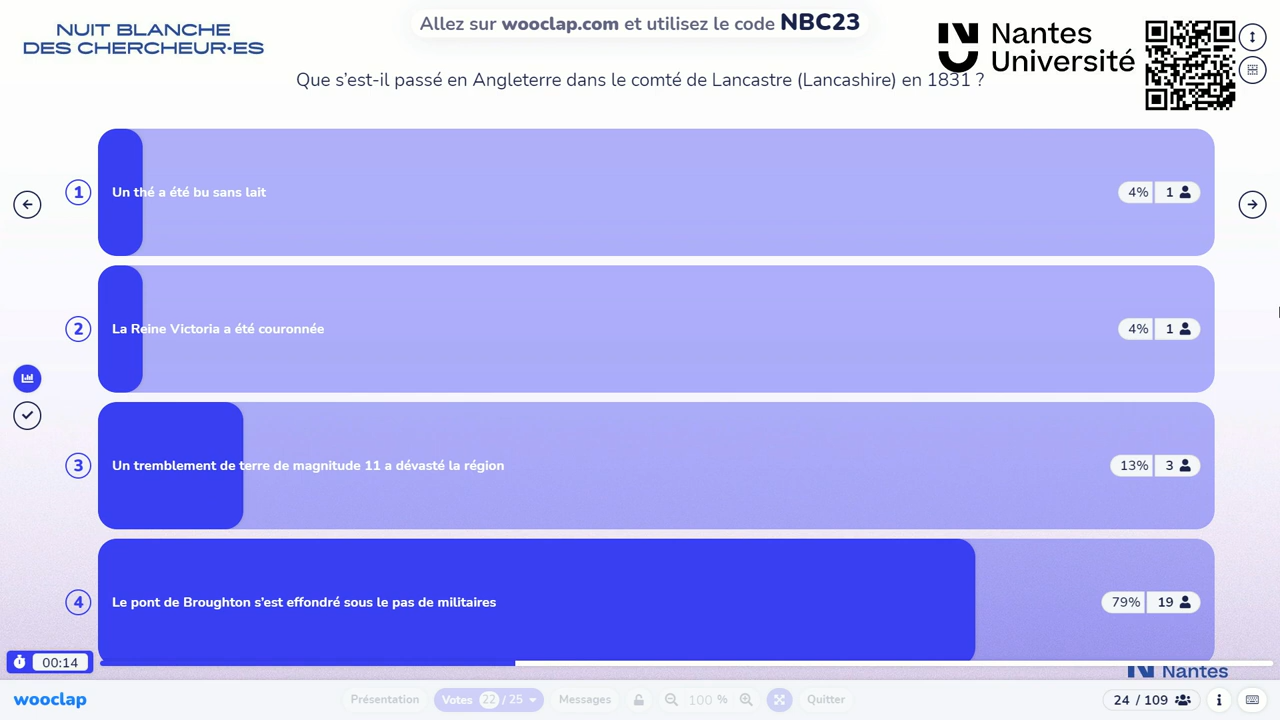 NUIT BLANCHE
DES CHERCHEUR·ES
Allez sur wooclap.com et utilisez le code NBC23
Nantes
Université
Que s’est-il passé en Angleterre dans le comté de Lancastre (Lancashire) en 1831 ?
1
Un thé a été bu sans lait
4%
1
2
La Reine Victoria a été couronnée
4%
1
3
Un tremblement de terre de magnitude 11 a dévasté la région
13%
3
4
Le pont de Broughton s’est effondré sous le pas de militaires
79%
19
00:14
Nantes
wooclap
Présentation
Votes 22 / 25
Messages
100 %
Quitter
24 / 109